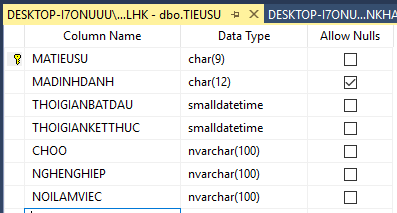 DESKTOP-I7ONUUU\...LHK - dbo.TIEUSU DESKTOP-I7ONU...NKHA
Column Name Data Type Allow Nulls
MATIEUSU char(9)
MADINHDANH char(12)
THOIGIANBATDAU smalldatetime
THOIGIANKETTHUC smalldatetime
CHOO nvarchar(100)
NGHENGHIEP nvarchar(100)
NOILAMVIEC nvarchar(100)